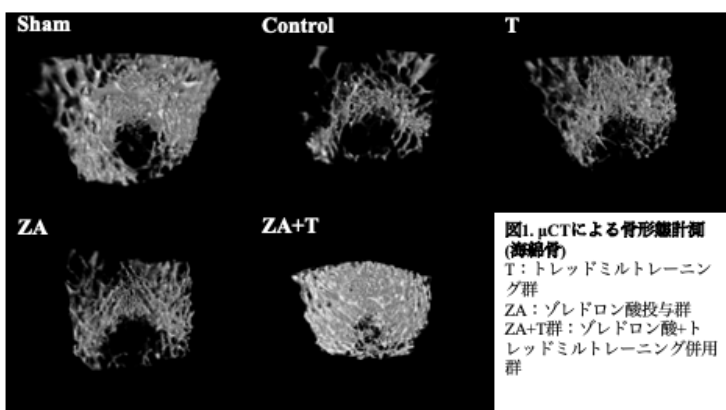 Sham
Control
T
ZA
ZA+T
図1. μCTによる骨形態計測
(海綿骨)
T：トレッドミルトレーニン
グ群
ZA：ゾレドロン酸投与群
ZA+T群：ゾレドロン酸+ト
レッドミルトレーニング併用
群